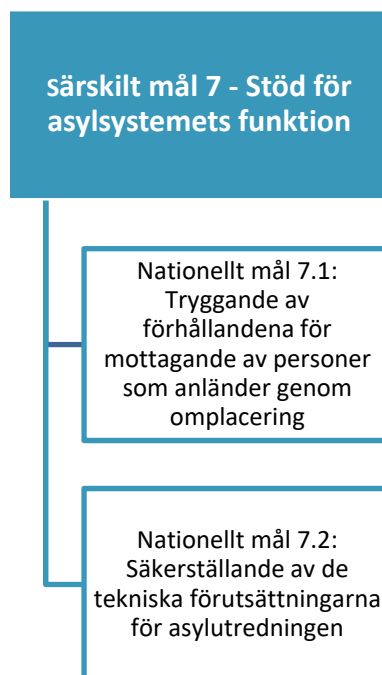 särskilt mål 7 - Stöd för
asylsystemets funktion
Nationellt mål 7.1:
Tryggande av
förhållandena för
mottagande av personer
som anländer genom
omplacering
Nationellt mål 7.2:
Säkerställande av de
tekniska förutsättningarna
för asylutredningen